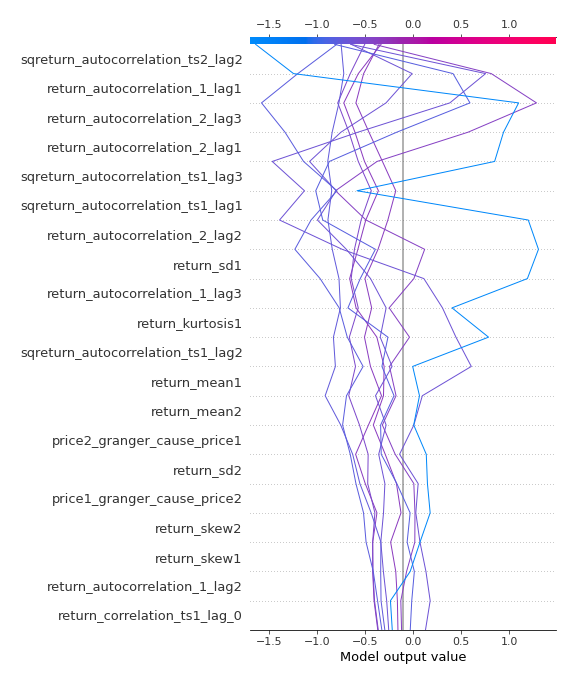 −1.5 −1.0 −0.5 0.0 0.5 1.0
sqreturn_autocorrelation_ts2_lag2
return_autocorrelation_1_lag1
return_autocorrelation_2_lag3
return_autocorrelation_2_lag1
sqreturn_autocorrelation_ts1_lag3
sqreturn_autocorrelation_ts1_lag1
return_autocorrelation_2_lag2
return_sd1
return_autocorrelation_1_lag3
return_kurtosis1
sqreturn_autocorrelation_ts1_lag2
return_mean1
return_mean2
price2_granger_cause_price1
return_sd2
price1_granger_cause_price2
return_skew2
return_skew1
return_autocorrelation_1_lag2
return_correlation_ts1_lag_0
−1.5 −1.0 −0.5 0.0 0.5 1.0
Model output value